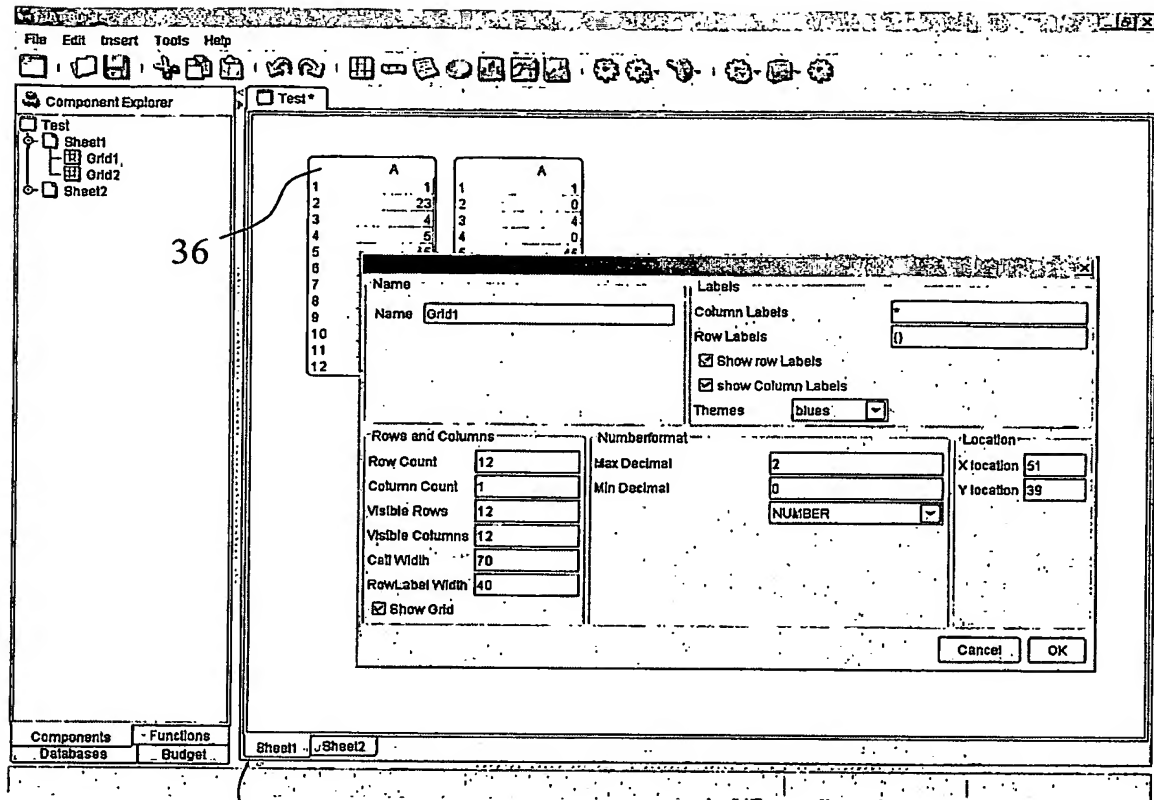 File Edit Insert Tools Help
Component Explorer
Test*
Test
Sheet1
Grid1
Grid2
Sheet2
36
A
1 1
2 23
3 4
4 5
5
6
7
8
9
10
11
12
A
1 1
2 0
3 4
4 0
Name
Name Grid1
Labels
Column Labels *
Row Labels {}
Show row Labels
show Column Labels
Themes blues
Rows and Columns
Row Count 12
Column Count 1
Visible Rows 12
Visible Columns 12
Cell Width 70
RowLabel Width 40
Show Grid
Numberformat
Max Decimal 2
Min Decimal 0
NUMBER
Location
X location 51
Y location 39
Cancel OK
Components Functions
Databases Budget
Sheet1 Sheet2